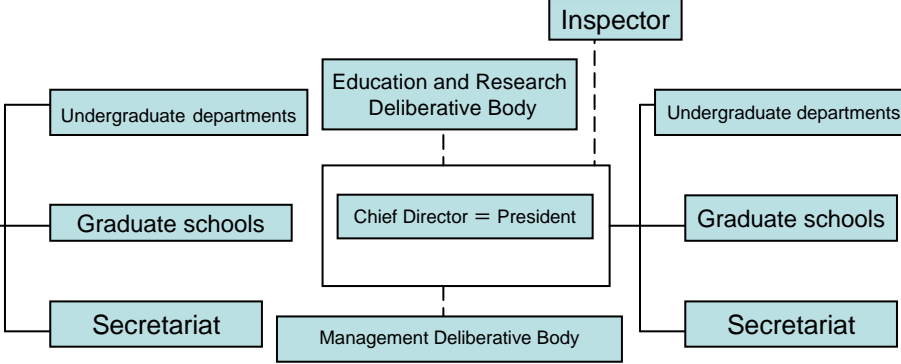 Inspector
Education and Research
Deliberative Body
Undergraduate departments
Undergraduate departments
Chief Director = President
Graduate schools
Graduate schools
Secretariat
Management Deliberative Body
Secretariat